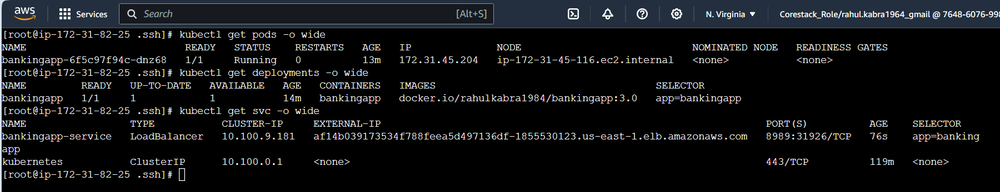 aws Services Search [Alt+S] N. Virginia ▼ Corestack_Role/rahul.kabra1964_gmail @ 7648-6076-998
[root@ip-172-31-82-25 .ssh]# kubectl get pods -o wide
NAME READY STATUS RESTARTS AGE IP NODE NOMINATED NODE READINESS GATES
bankingapp-6f5c97f94c-dnz68 1/1 Running 0 13m 172.31.45.204 ip-172-31-45-116.ec2.internal <none> <none>
[root@ip-172-31-82-25 .ssh]# kubectl get deployments -o wide
NAME READY UP-TO-DATE AVAILABLE AGE CONTAINERS IMAGES SELECTOR
bankingapp 1/1 1 1 14m bankingapp docker.io/rahulkabra1984/bankingapp:3.0 app=bankingapp
[root@ip-172-31-82-25 .ssh]# kubectl get svc -o wide
NAME TYPE CLUSTER-IP EXTERNAL-IP PORT(S) AGE SELECTOR
bankingapp-service LoadBalancer 10.100.9.181 af14b039173534f788feea5d497136df-1855530123.us-east-1.elb.amazonaws.com 8989:31926/TCP 76s app=banking
app
kubernetes ClusterIP 10.100.0.1 <none> 443/TCP 119m <none>
[root@ip-172-31-82-25 .ssh]#